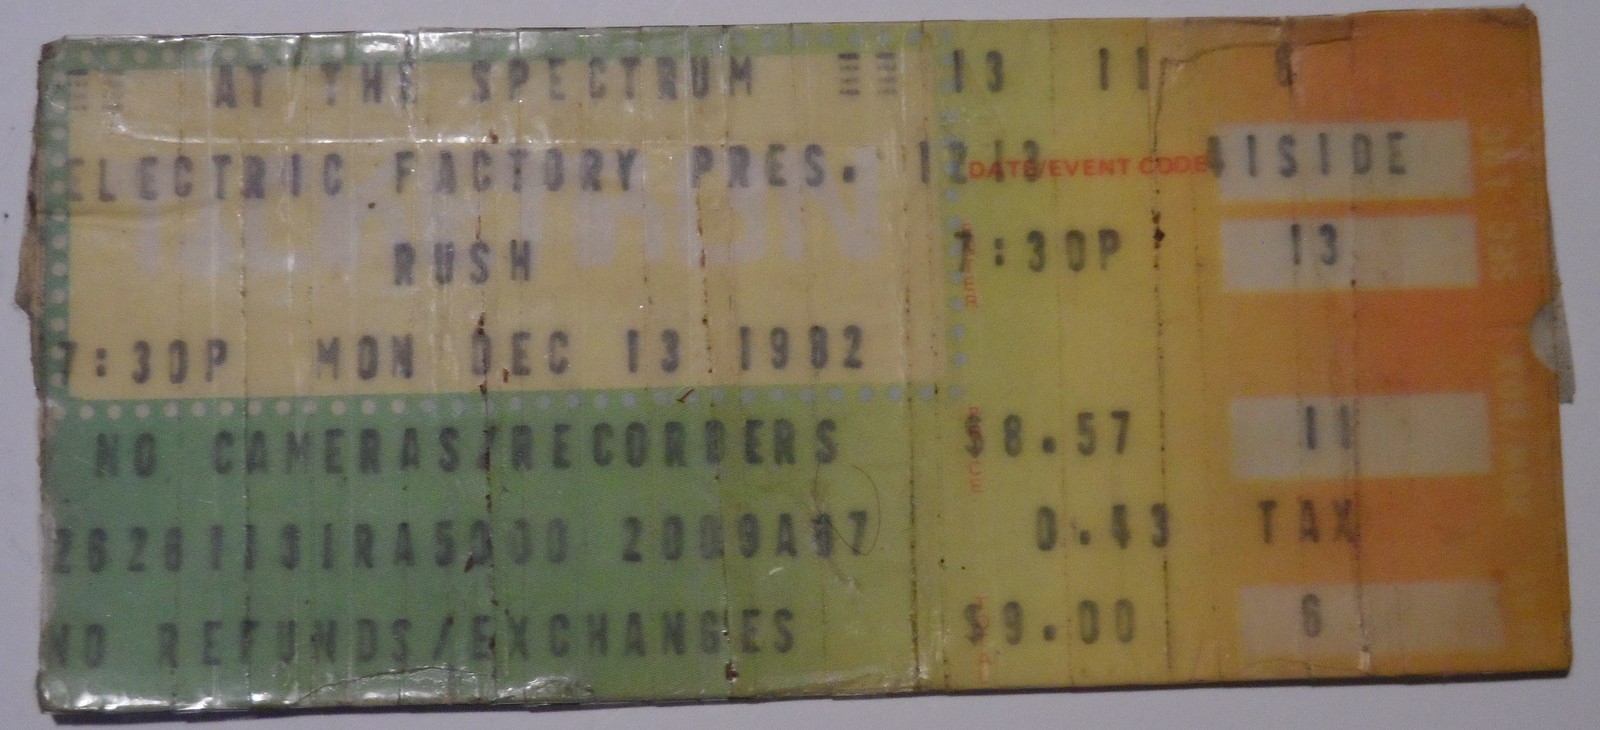 AT THE SPECTRUM 13 11 6
ELECTRIC FACTORY PRES. 1213 DATE/EVENT CODE SIDE
RUSH 7:30P 13
7:30P MON DEC 13 1982
NO CAMERAS/RECORDERS $8.57 11
0.43 TAX
NO REFUNDS/EXCHANGES $9.00 6